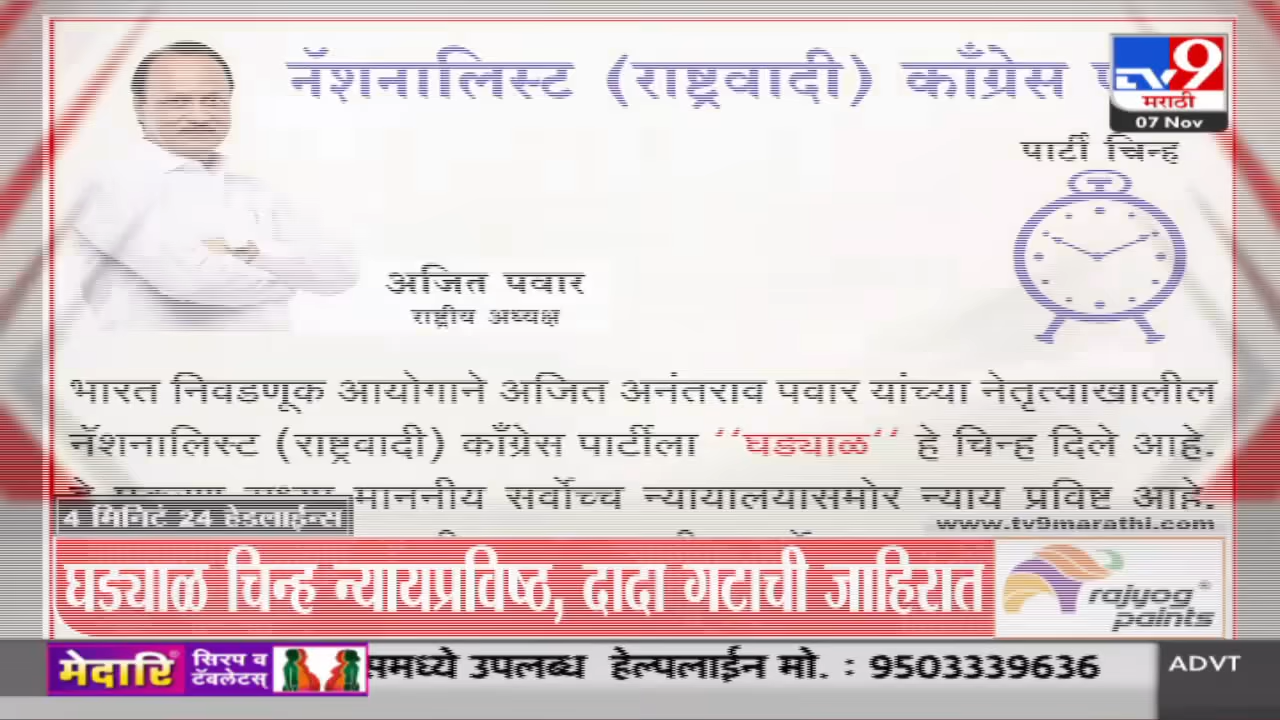 नॅशनालिस्ट (राष्ट्रवादी) काँग्रेस
TV9
मराठी
07 Nov
पार्टी चिन्ह
अजित पवार
राष्ट्रीय अध्यक्ष
भारत निवडणूक आयोगाने अजित अनंतराव पवार यांच्या नेतृत्वाखालील
नॅशनालिस्ट (राष्ट्रवादी) काँग्रेस पार्टीला ‘‘घड्याळ‘‘ हे चिन्ह दिले आहे.
माननीय सर्वोच्च न्यायालयासमोर न्याय प्रविष्ट आहे.
4 मिनिटं 24 हेडलाईन्स
www.tv9marathi.com
घड्याळ चिन्ह न्यायप्रविष्ठ, दादा गटाची जाहिरात
rajyog
paints
मेदारि सिरप व टॅबलेटस् समध्ये उपलब्ध हेल्पलाईन मो. : 9503339636
ADVT